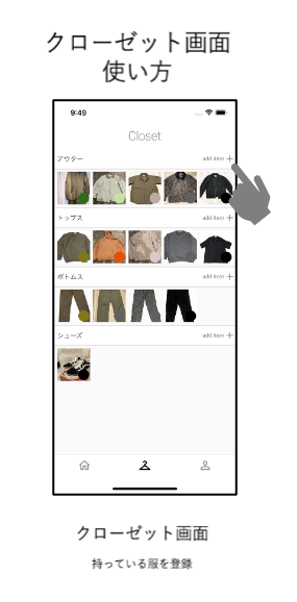 クローゼット画面
使い方
9:49
Closet
アウター
add item +
トップス
add item +
ボトムス
add item +
シューズ
add item +
クローゼット画面
持っている服を登録